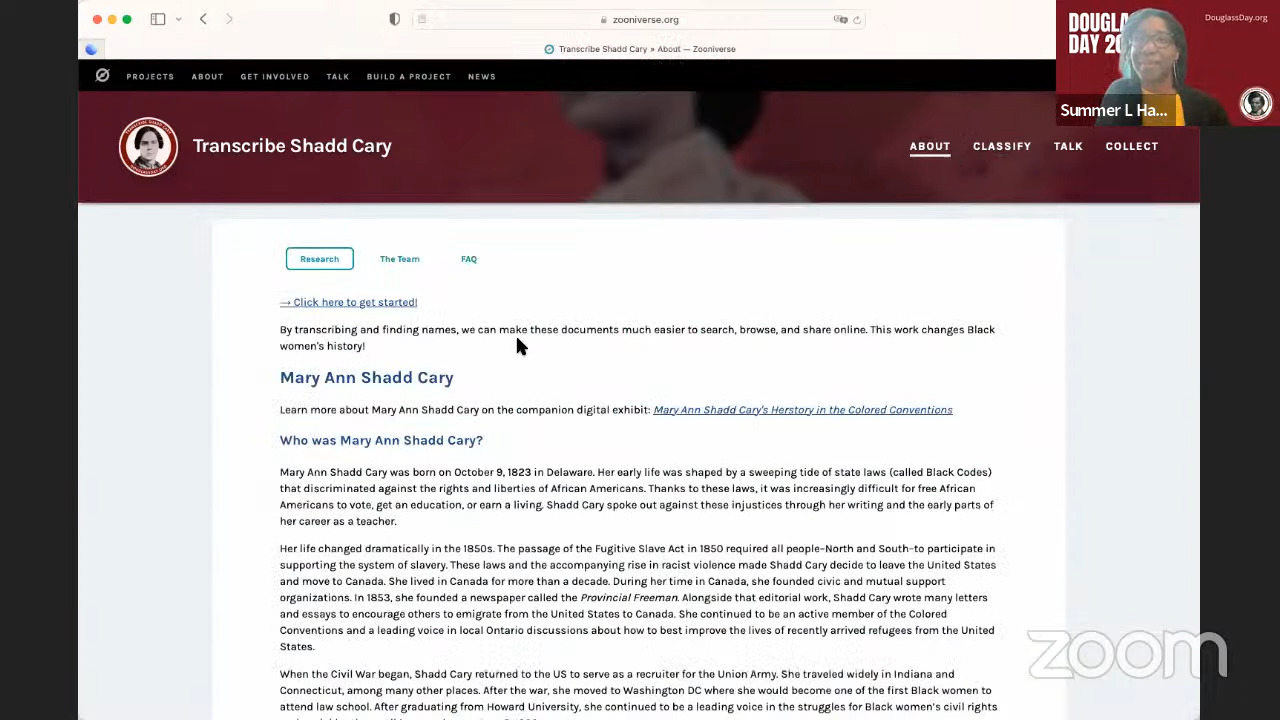 zooniverse.org
Transcribe Shadd Cary » About — Zooniverse
PROJECTS ABOUT GET INVOLVED TALK BUILD A PROJECT NEWS
DouglassDay.org
DAY
Summer L Ha...
Transcribe Shadd Cary
ABOUT CLASSIFY TALK COLLECT
Research The Team FAQ
→ Click here to get started!
By transcribing and finding names, we can make these documents much easier to search, browse, and share online. This work changes Black
women's history!
Mary Ann Shadd Cary
Learn more about Mary Ann Shadd Cary on the companion digital exhibit: Mary Ann Shadd Cary's Herstory in the Colored Conventions
Who was Mary Ann Shadd Cary?
Mary Ann Shadd Cary was born on October 9, 1823 in Delaware. Her early life was shaped by a sweeping tide of state laws (called Black Codes)
that discriminated against the rights and liberties of African Americans. Thanks to these laws, it was increasingly difficult for free African
Americans to vote, get an education, or earn a living. Shadd Cary spoke out against these injustices through her writing and the early parts of
her career as a teacher.
Her life changed dramatically in the 1850s. The passage of the Fugitive Slave Act in 1850 required all people–North and South–to participate in
supporting the system of slavery. These laws and the accompanying rise in racist violence made Shadd Cary decide to leave the United States
and move to Canada. She lived in Canada for more than a decade. During her time in Canada, she founded civic and mutual support
organizations. In 1853, she founded a newspaper called the Provincial Freeman. Alongside that editorial work, Shadd Cary wrote many letters
and essays to encourage others to emigrate from the United States to Canada. She continued to be an active member of the Colored
Conventions and a leading voice in local Ontario discussions about how to best improve the lives of recently arrived refugees from the United
States.
When the Civil War began, Shadd Cary returned to the US to serve as a recruiter for the Union Army. She traveled widely in Indiana and
Connecticut, among many other places. After the war, she moved to Washington DC where she would become one of the first Black women to
attend law school. After graduating from Howard University, she continued to be a leading voice in the struggles for Black women's civil rights
zoom